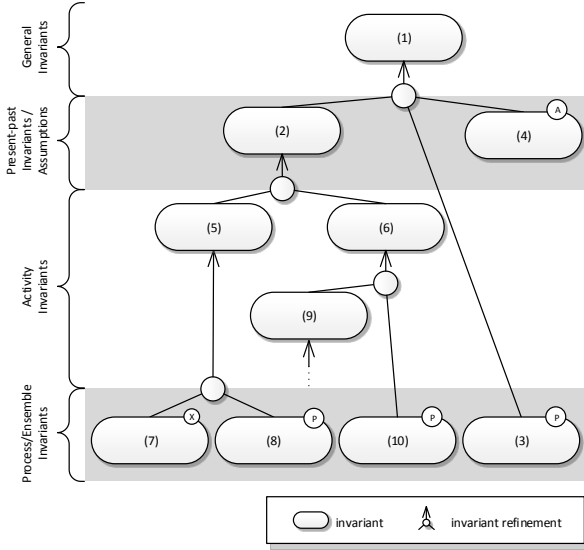 General
Invariants
(1)
Present-past
Invariants /
Assumptions
(2)
A
(4)
Activity
Invariants
(5)
(6)
(9)
Process/Ensemble
Invariants
X
(7)
P
(8)
P
(10)
P
(3)
invariant
invariant refinement